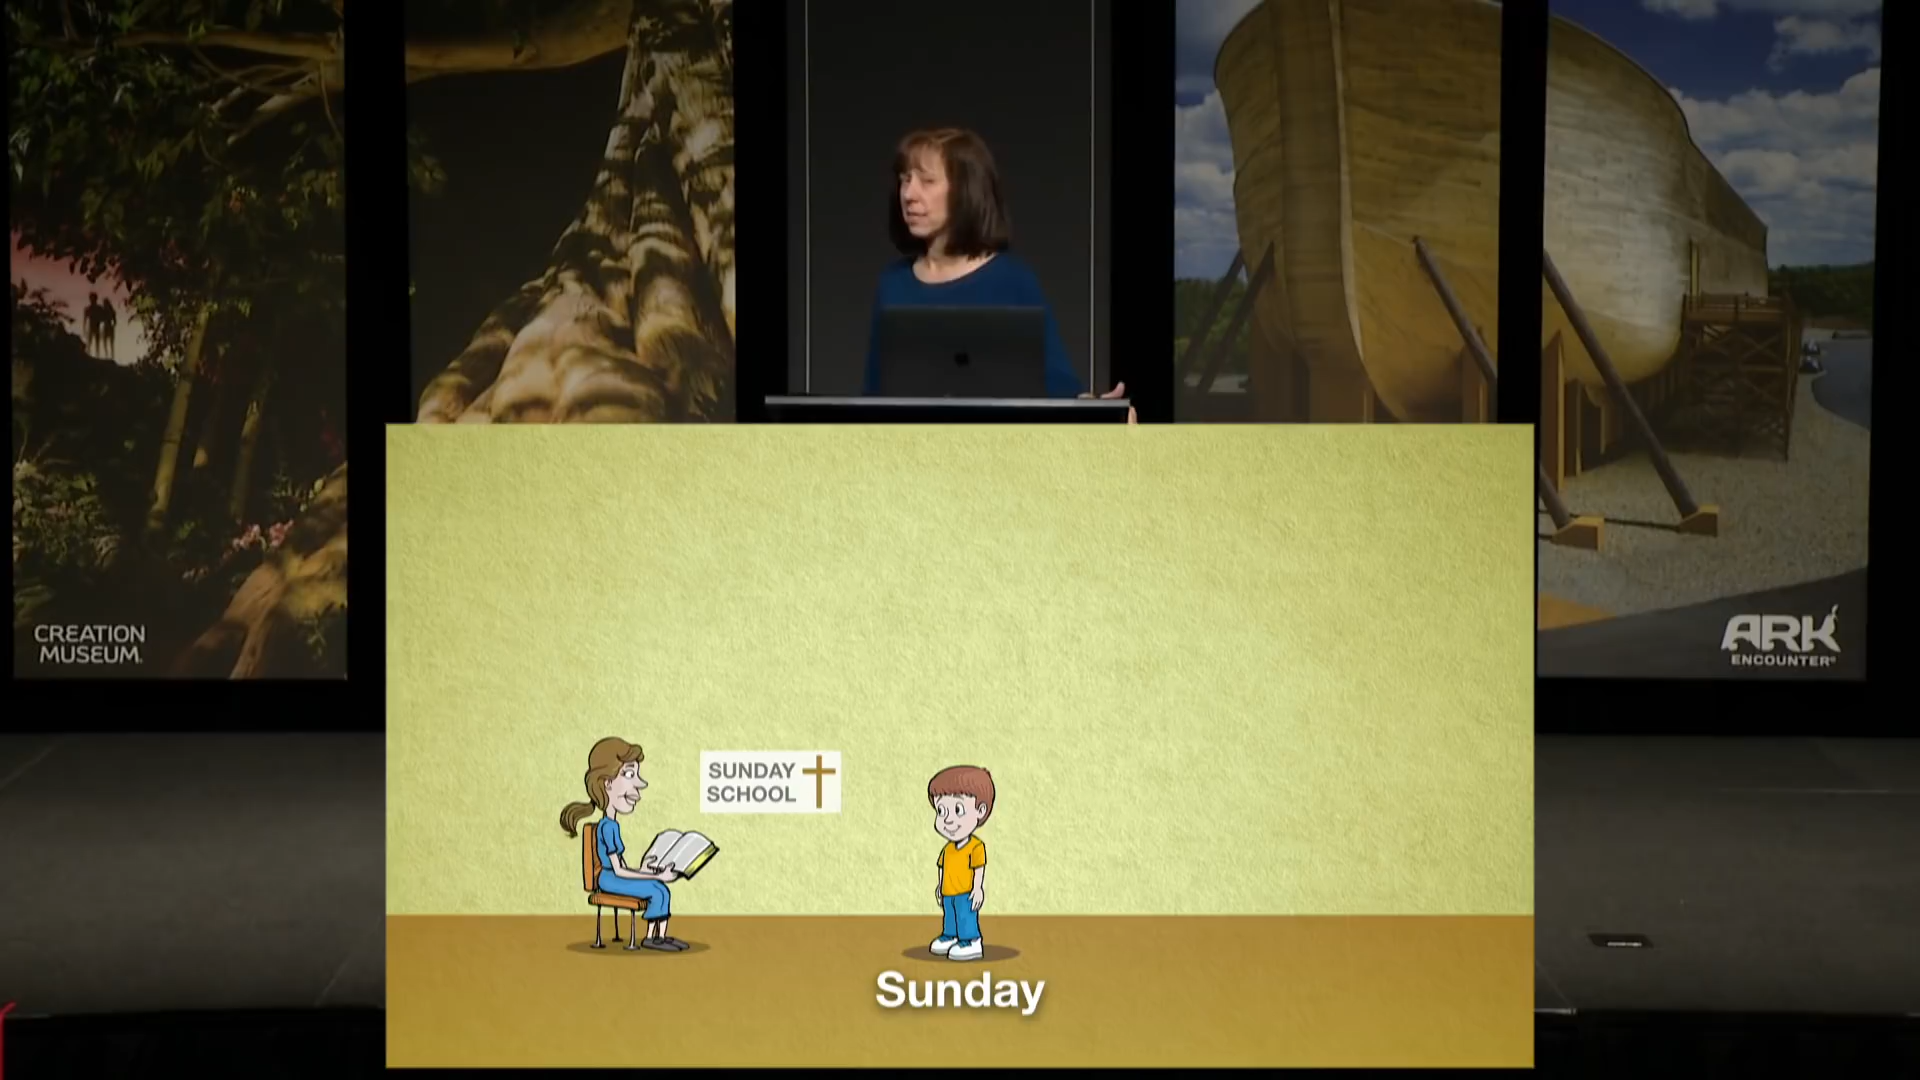 CREATION
MUSEUM
ARK
ENCOUNTER
SUNDAY
SCHOOL
Sunday